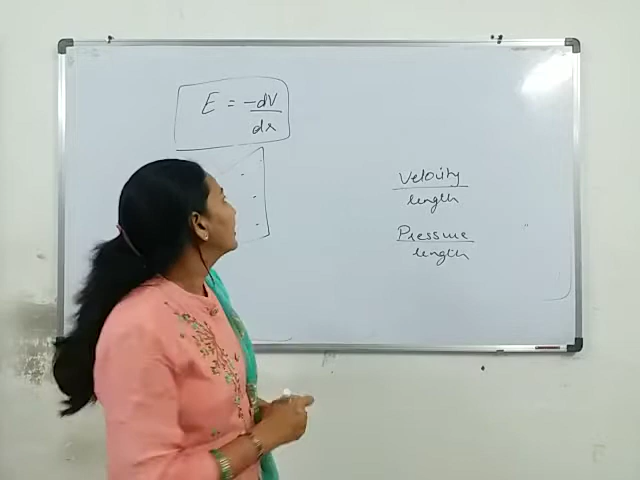 E = -dV
dx
Velocity
length
Pressure
length